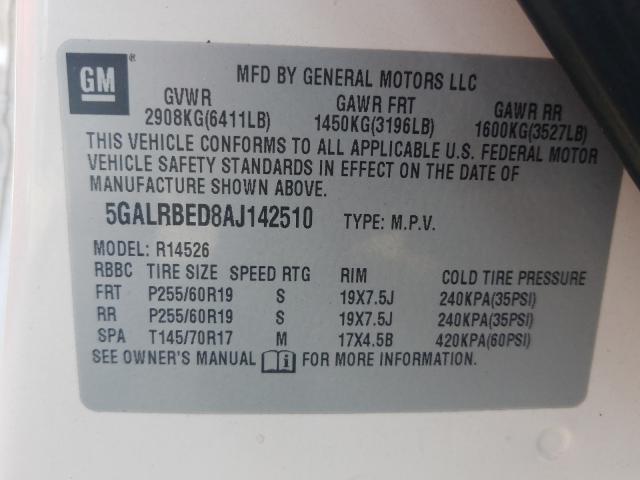 GM
MFD BY GENERAL MOTORS LLC
GVWR GAWR FRT GAWR RR
2908KG(6411LB) 1450KG(3196LB) 1600KG(3527LB)
THIS VEHICLE CONFORMS TO ALL APPLICABLE U.S. FEDERAL MOTOR
VEHICLE SAFETY STANDARDS IN EFFECT ON THE DATE OF
MANUFACTURE SHOWN ABOVE.
5GALRBED8AJ142510 TYPE: M.P.V.
MODEL: R14526
RBBC TIRE SIZE SPEED RTG RIM COLD TIRE PRESSURE
FRT P255/60R19 S 19X7.5J 240KPA(35PSI)
RR P255/60R19 S 19X7.5J 240KPA(35PSI)
SPA T145/70R17 M 17X4.5B 420KPA(60PSI)
SEE OWNER'S MANUAL FOR MORE INFORMATION.